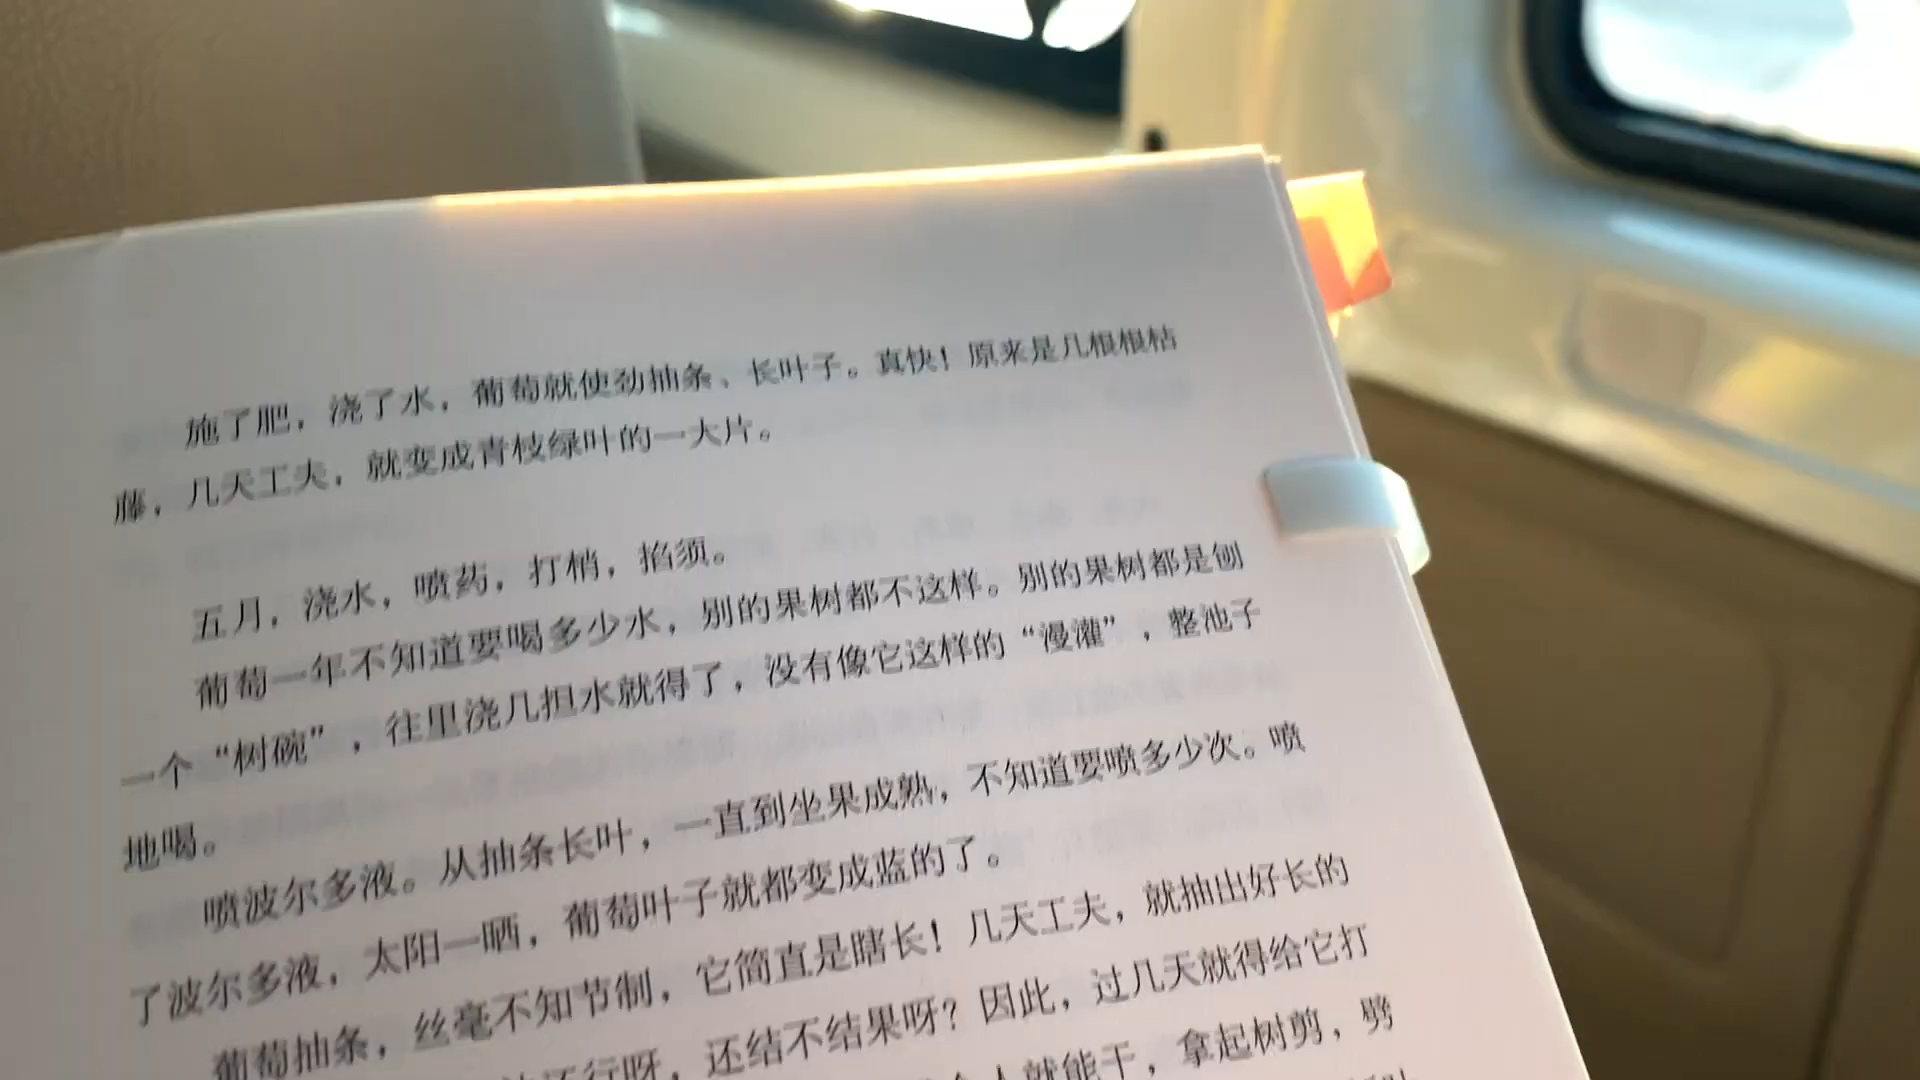 施了肥，浇了水，葡萄就使劲抽条、长叶子。真快！原来是几根根枯
藤，几天工夫，就变成青枝绿叶的一大片。
五月，浇水，喷药，打梢，掐须。
葡萄一年不知道要喝多少水，别的果树都不这样。别的果树都是刨
一个“树碗”，往里浇几担水就得了，没有像它这样的“漫灌”，整池子
地喝。
喷波尔多液。从抽条长叶，一直到坐果成熟，不知道要喷多少次。喷
了波尔多液，太阳一晒，葡萄叶子就都变成蓝的了。
葡萄抽条，丝毫不知节制，它简直是瞎长！几天工夫，就抽出好长的
还行呀，还结不结果呀？因此，过几天就得给它打
个人就能干，拿起树剪，劈